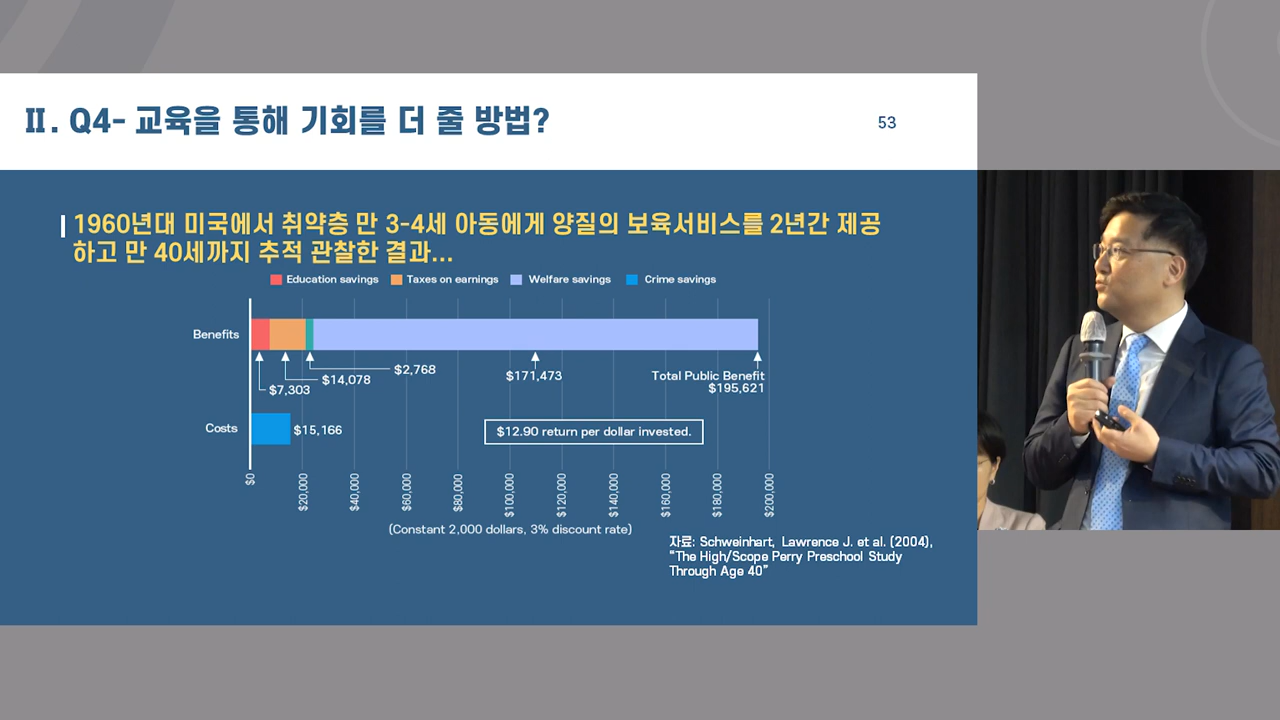 Ⅱ. Q4- 교육을 통해 기회를 더 줄 방법?
53
1960년대 미국에서 취약층 만 3-4세 아동에게 양질의 보육서비스를 2년간 제공
하고 만 40세까지 추적 관찰한 결과...
Education savings
Taxes on earnings
Welfare savings
Crime savings
Benefits
$7,303
$14,078
$2,768
$171,473
Total Public Benefit
$195,621
Costs
$15,166
$12.90 return per dollar invested.
$0
$20,000
$40,000
$60,000
$80,000
$100,000
$120,000
$140,000
$160,000
$180,000
$200,000
(Constant 2,000 dollars, 3% discount rate)
자료: Schweinhart, Lawrence J. et al. (2004),
“The High/Scope Perry Preschool Study
Through Age 40”